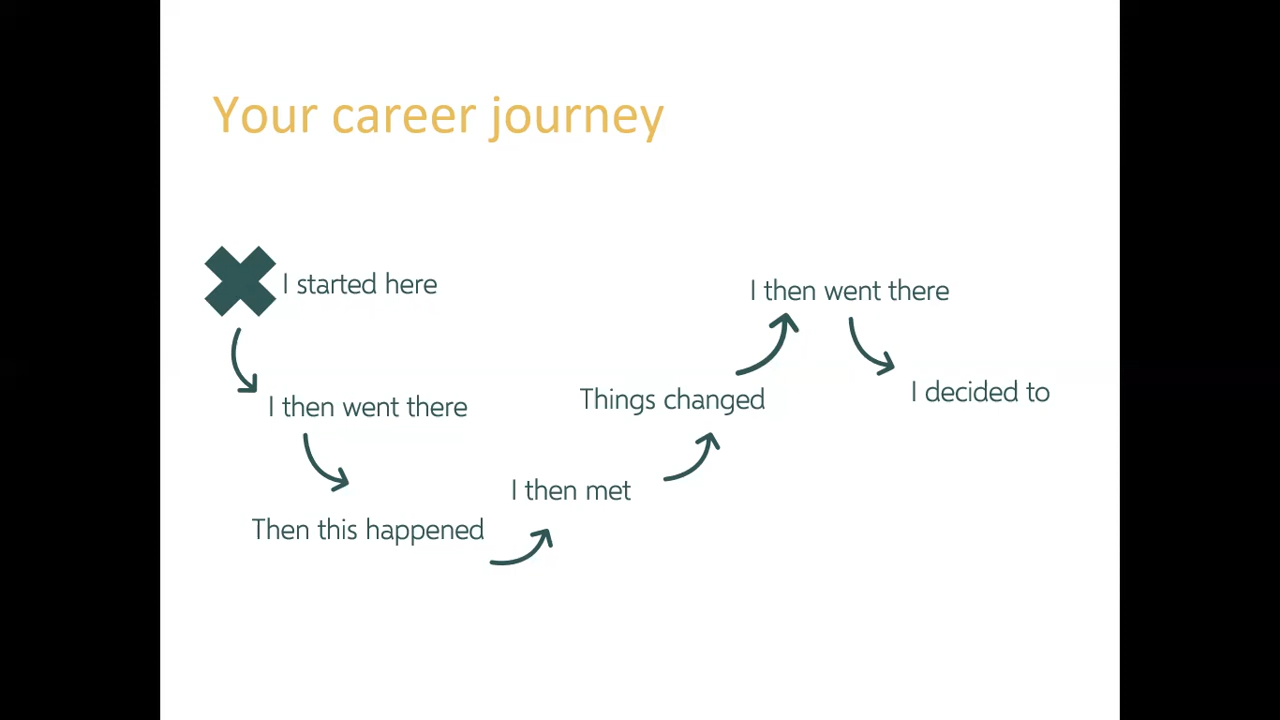 Your career journey
I started here
I then went there
Then this happened
I then met
Things changed
I then went there
I decided to